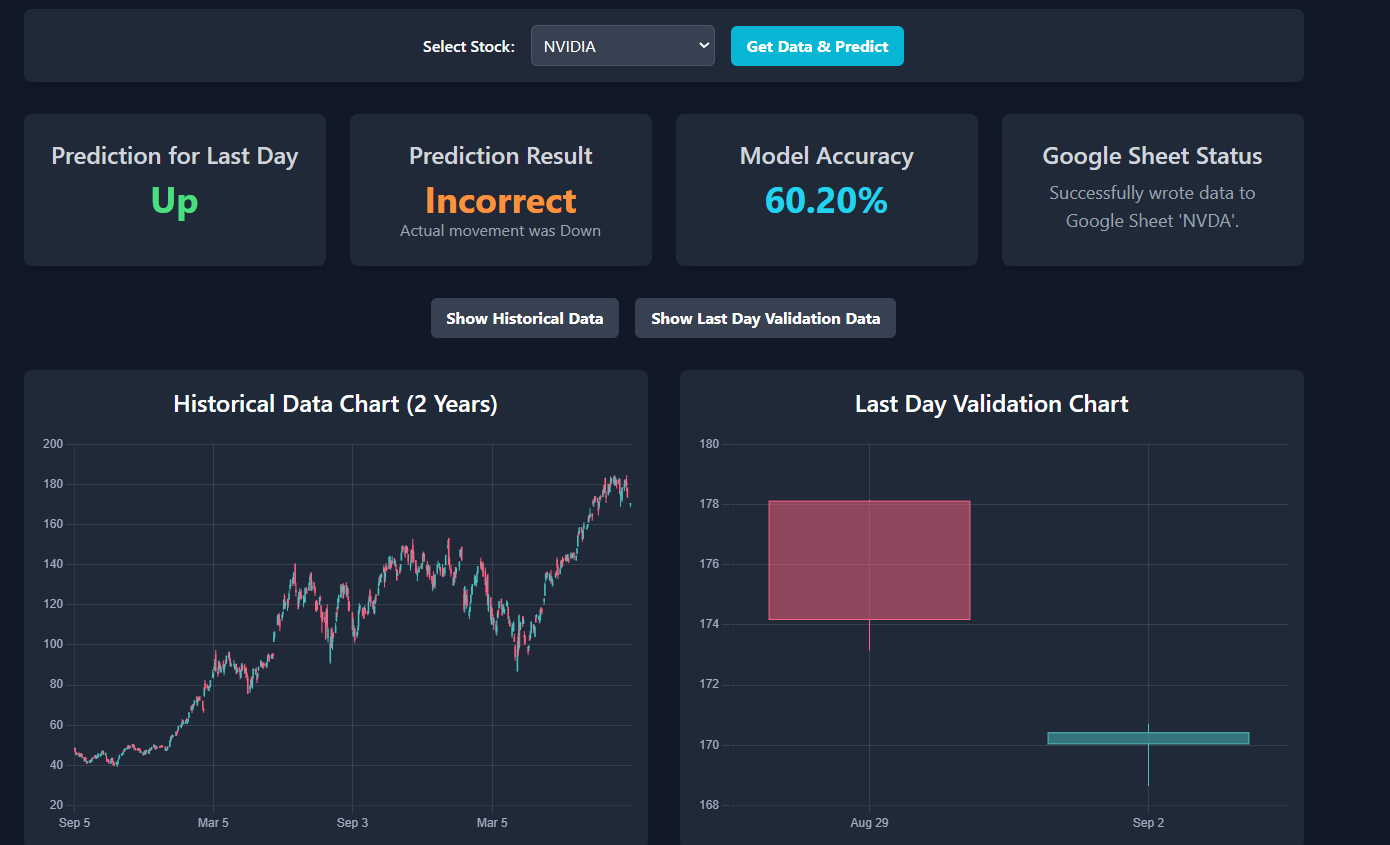 Select Stock:
NVIDIA
Get Data & Predict
Prediction for Last Day
Up
Prediction Result
Incorrect
Actual movement was Down
Model Accuracy
60.20%
Google Sheet Status
Successfully wrote data to
Google Sheet 'NVDA'.
Show Historical Data
Show Last Day Validation Data
Historical Data Chart (2 Years)
200
180
160
140
120
100
80
60
40
20
Sep 5
Mar 5
Sep 3
Mar 5
Last Day Validation Chart
180
178
176
174
172
170
168
Aug 29
Sep 2